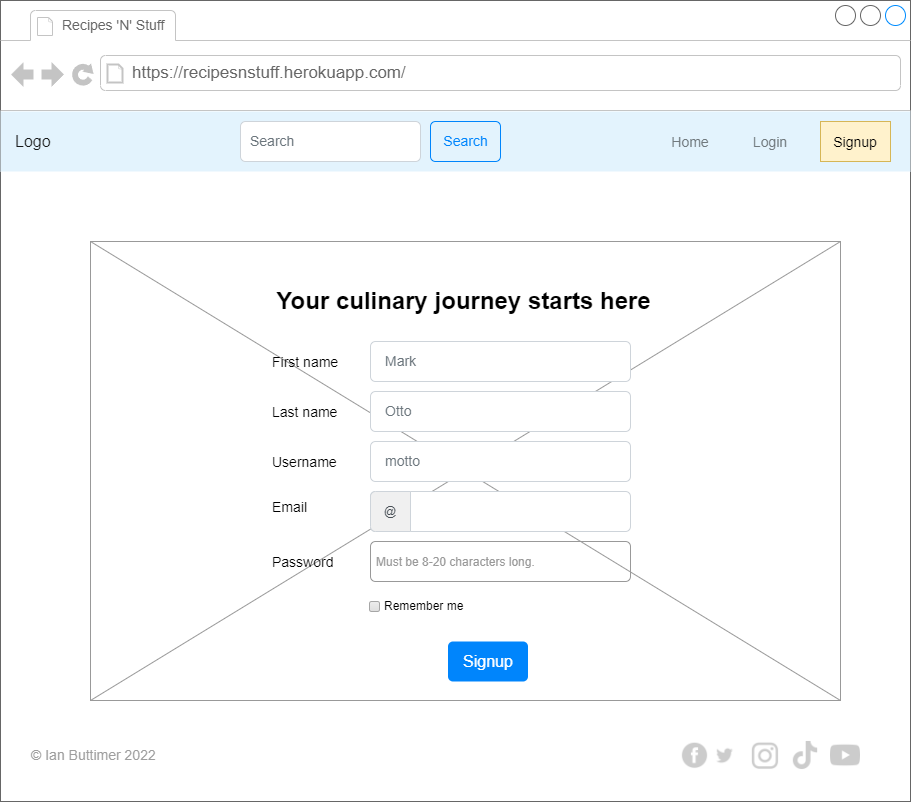 Recipes 'N' Stuff
https://recipesnstuff.herokuapp.com/
Logo Search Search Home Login Signup
Your culinary journey starts here
First name Mark
Last name Otto
Username motto
Email @
Password Must be 8-20 characters long.
Remember me
Signup
© Ian Buttimer 2022